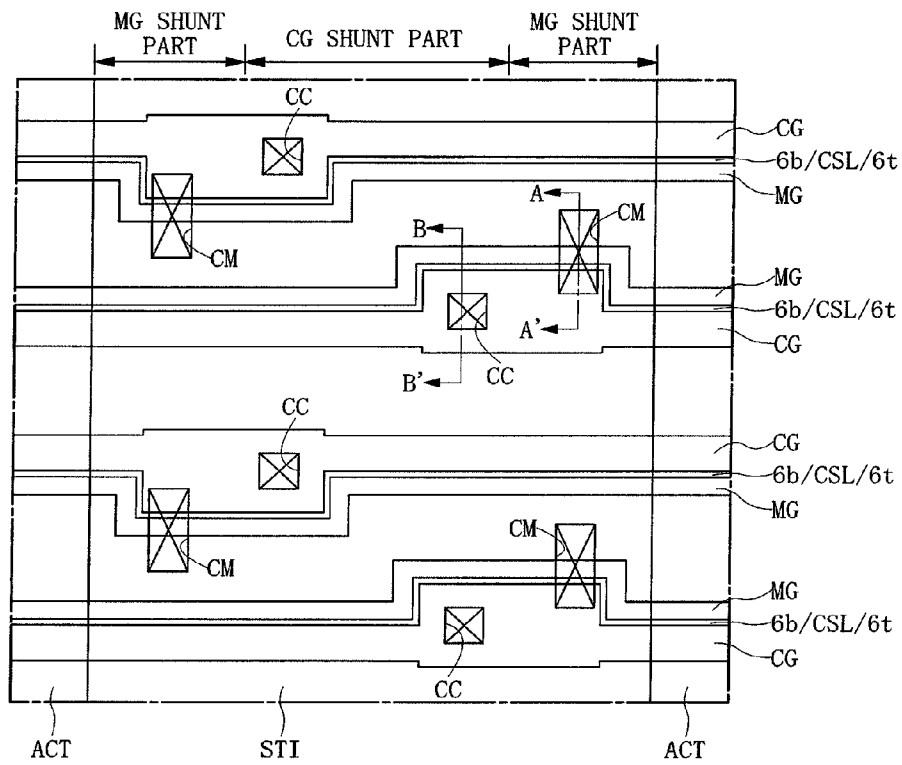 MG SHUNT PART
CG SHUNT PART
MG SHUNT PART
CC
CG
6b/CSL/6t
MG
A
CM
B
CM
MG
6b/CSL/6t
A'
CG
CC
B'
CC
CG
6b/CSL/6t
MG
CM
CM
MG
6b/CSL/6t
CG
CC
ACT
STI
ACT